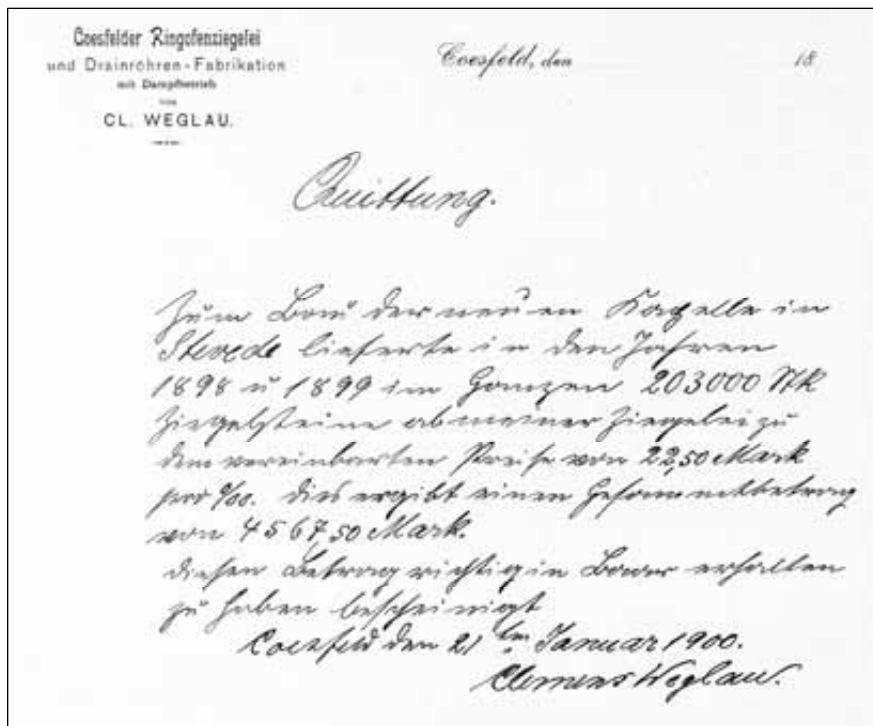 Coesfelder Ringofenziegelei
und Drainröhren-Fabrikation
mit Dampfbetrieb
von
CL. WEGLAU.
Coesfeld, den 18
Quittung.
Zum Bau der neuen Kapelle in
Stevede lieferte in den Jahren
1898 u 1899 im Ganzen 203000 Stk
Ziegelsteine ab meiner Ziegelei zu
dem vereinbarten Preise von 22,50 Mark
pro ‰. dies ergibt einen Gesammtbetrag
von 4567,50 Mark.
diesen Betrag richtig in Baar erhalten
zu haben bescheinigt
Coesfeld den 21ten Januar 1900.
Clemens Weglau.